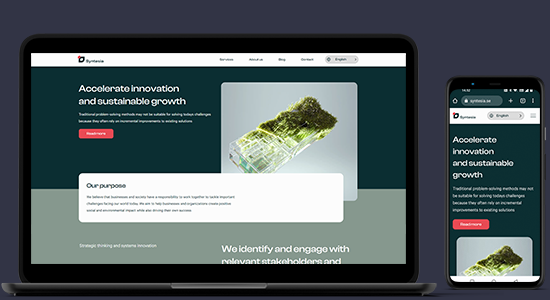 Syntesia
Services
About us
Blog
Contact
English
Accelerate innovation
and sustainable growth
Traditional problem-solving methods may not be suitable for solving todays challenges
because they often rely on incremental improvements to existing solutions
Read more
Our purpose
We believe that businesses and society have a responsibility to work together to tackle important
challenges facing our world today. We aim to help businesses and organisations create positive
social and environmental impact while also driving their own success
Strategic thinking and systems innovation
We identify and engage with
relevant stakeholders and
syntesia.se
Syntesia
English
Accelerate
innovation
and sustainable
growth
Traditional problem-solving methods may
not be suitable for solving todays
challenges because they often rely on
incremental improvements to existing
solutions
Read more